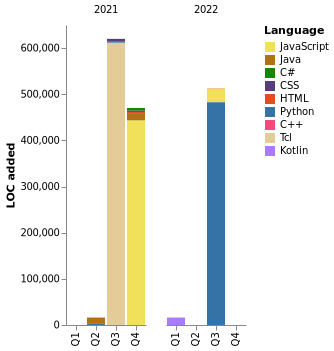 2021
2022
Language
JavaScript
Java
C#
CSS
HTML
Python
C++
Tcl
Kotlin
LOC added
600,000
500,000
400,000
300,000
200,000
100,000
0
Q1
Q2
Q3
Q4
Q1
Q2
Q3
Q4